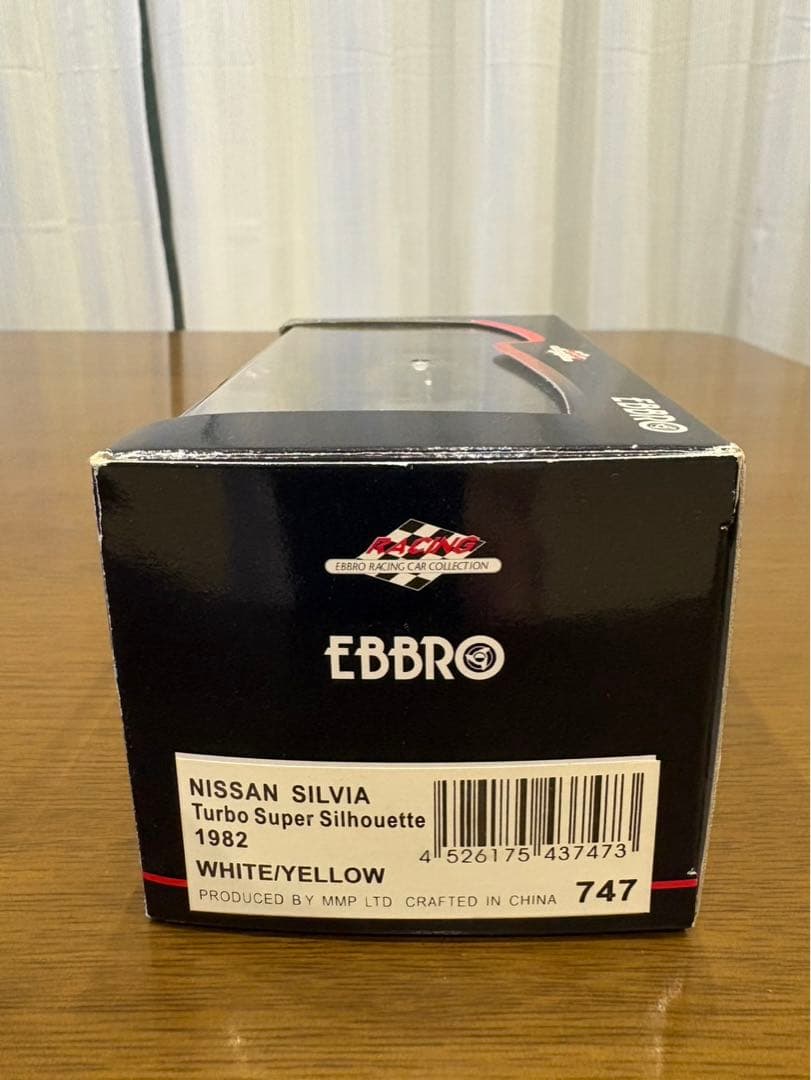 EBBRO
RACING
EBBRO RACING CAR COLLECTION
EBBRO
NISSAN SILVIA
Turbo Super Silhouette
1982
WHITE/YELLOW
4 526175 437473
PRODUCED BY MMP LTD CRAFTED IN CHINA
747